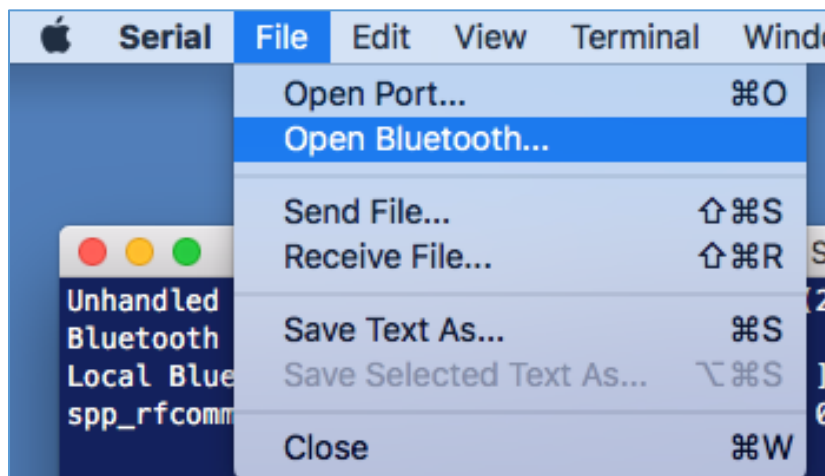 Serial File Edit View Terminal
Open Port... ⌘O
Open Bluetooth...
Send File... ⇧⌘S
Receive File... ⇧⌘R
Save Text As... ⌘S
Save Selected Text As... ⌥⌘S
Close ⌘W
Unhandled
Bluetooth
Local Blue
spp_rfcomm